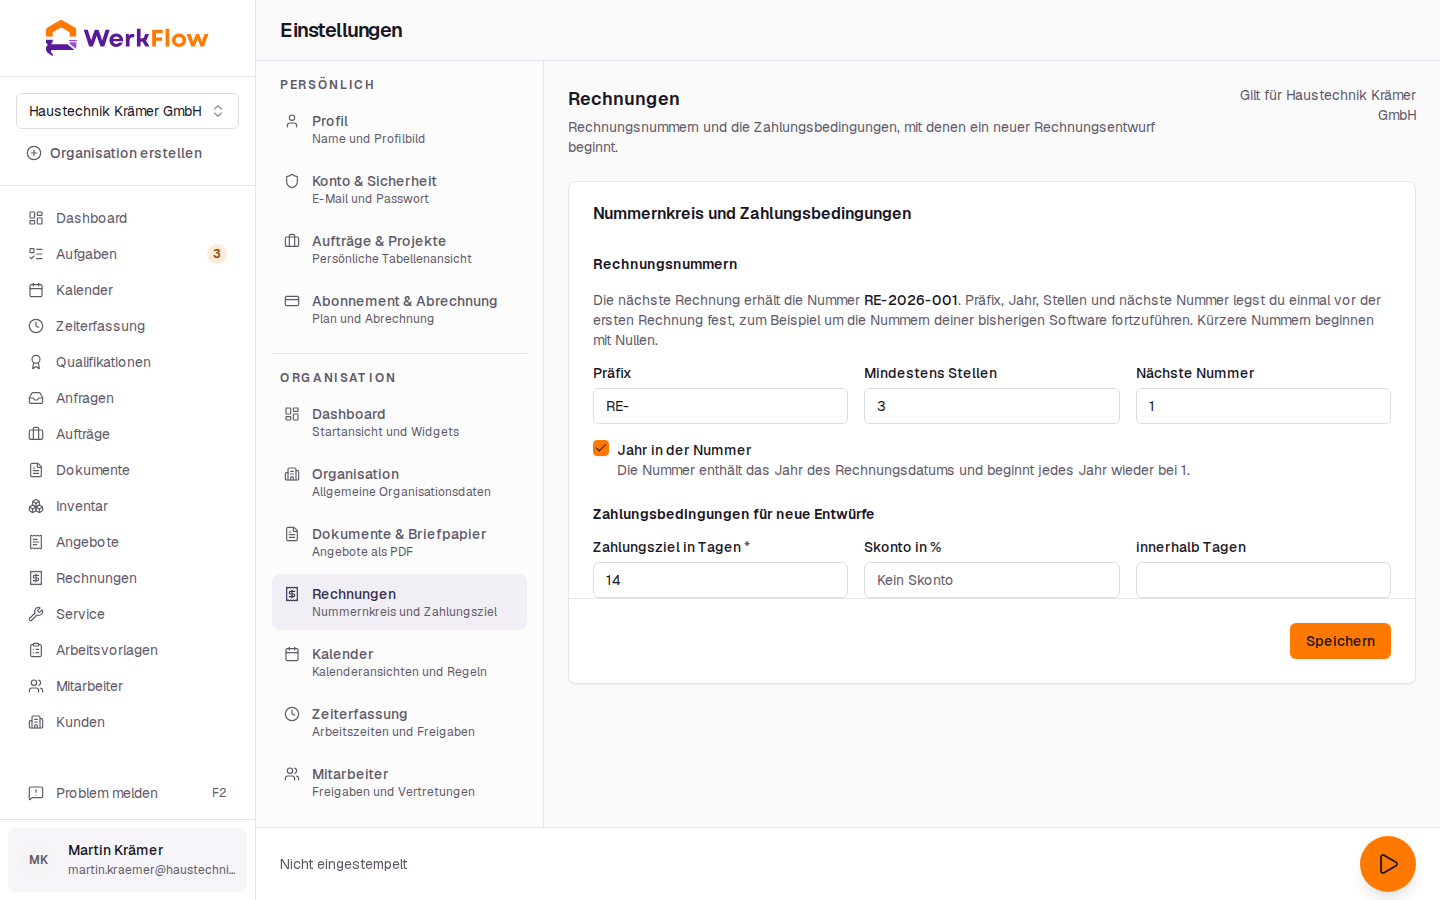 WerkFlow
Haustechnik Krämer GmbH
Organisation erstellen
Dashboard
Aufgaben
3
Kalender
Zeiterfassung
Qualifikationen
Anfragen
Aufträge
Dokumente
Inventar
Angebote
Rechnungen
Service
Arbeitsvorlagen
Mitarbeiter
Kunden
Problem melden
F2
MK
Martin Krämer
martin.kraemer@haustechni...
Einstellungen
PERSÖNLICH
Profil
Name und Profilbild
Konto & Sicherheit
E-Mail und Passwort
Aufträge & Projekte
Persönliche Tabellenansicht
Abonnement & Abrechnung
Plan und Abrechnung
ORGANISATION
Dashboard
Startansicht und Widgets
Organisation
Allgemeine Organisationsdaten
Dokumente & Briefpapier
Angebote als PDF
Rechnungen
Nummernkreis und Zahlungsziel
Kalender
Kalenderansichten und Regeln
Zeiterfassung
Arbeitszeiten und Freigaben
Mitarbeiter
Freigaben und Vertretungen
Rechnungen
Rechnungsnummern und die Zahlungsbedingungen, mit denen ein neuer Rechnungsentwurf
beginnt.
Gilt für Haustechnik Krämer
GmbH
Nummernkreis und Zahlungsbedingungen
Rechnungsnummern
Die nächste Rechnung erhält die Nummer RE-2026-001. Präfix, Jahr, Stellen und nächste Nummer legst du einmal vor der
ersten Rechnung fest, zum Beispiel um die Nummern deiner bisherigen Software fortzuführen. Kürzere Nummern beginnen
mit Nullen.
Präfix
Mindestens Stellen
Nächste Nummer
RE-
3
1
Jahr in der Nummer
Die Nummer enthält das Jahr des Rechnungsdatums und beginnt jedes Jahr wieder bei 1.
Zahlungsbedingungen für neue Entwürfe
Zahlungsziel in Tagen *
Skonto in %
innerhalb Tagen
14
Kein Skonto
Speichern
Nicht eingestempelt